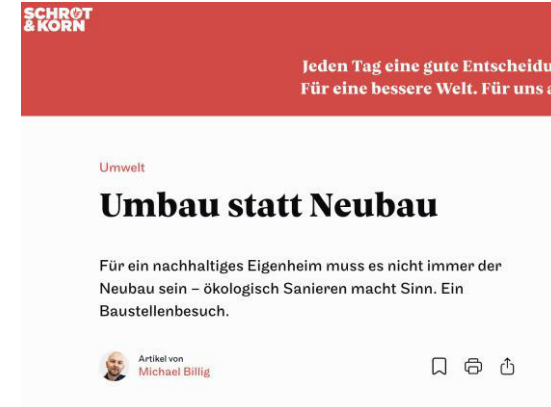 SCHROT
& KORN
Jeden Tag eine gute
Für eine bessere Welt. Für uns
Umwelt
Umbau statt Neubau
Für ein nachhaltiges Eigenheim muss es nicht immer der
Neubau sein – ökologisch Sanieren macht Sinn. Ein
Baustellenbesuch.
Artikel von
Michael Billig